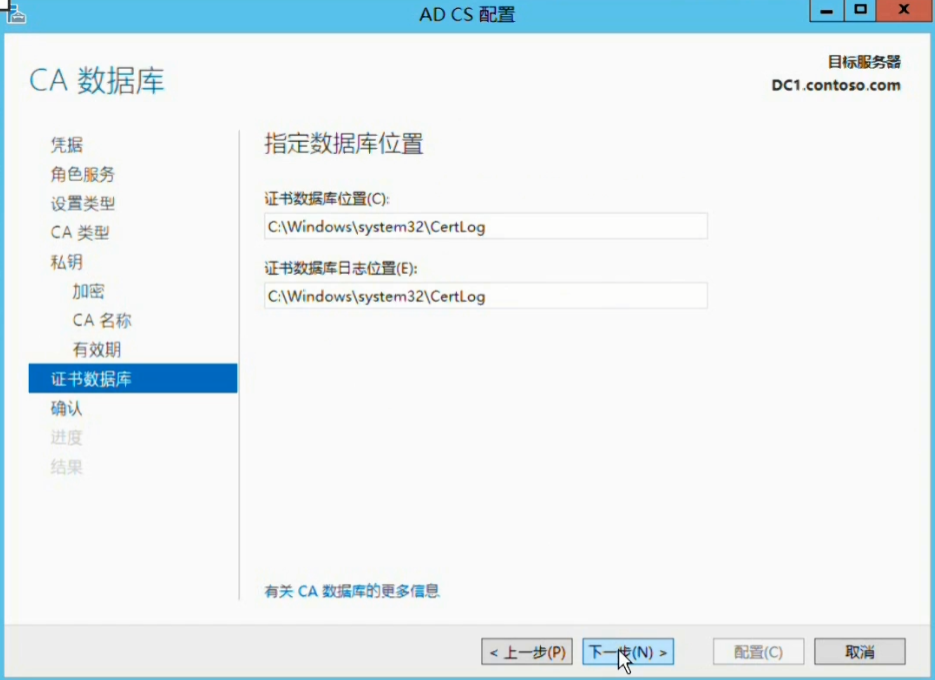 AD CS 配置
CA 数据库
目标服务器
DC1.contoso.com
凭据
角色服务
设置类型
CA 类型
私钥
加密
CA 名称
有效期
证书数据库
确认
进度
结果
指定数据库位置
证书数据库位置(C):
C:\Windows\system32\CertLog
证书数据库日志位置(E):
C:\Windows\system32\CertLog
有关 CA 数据库的更多信息
< 上一步(P)
下一步(N) >
配置(C)
取消